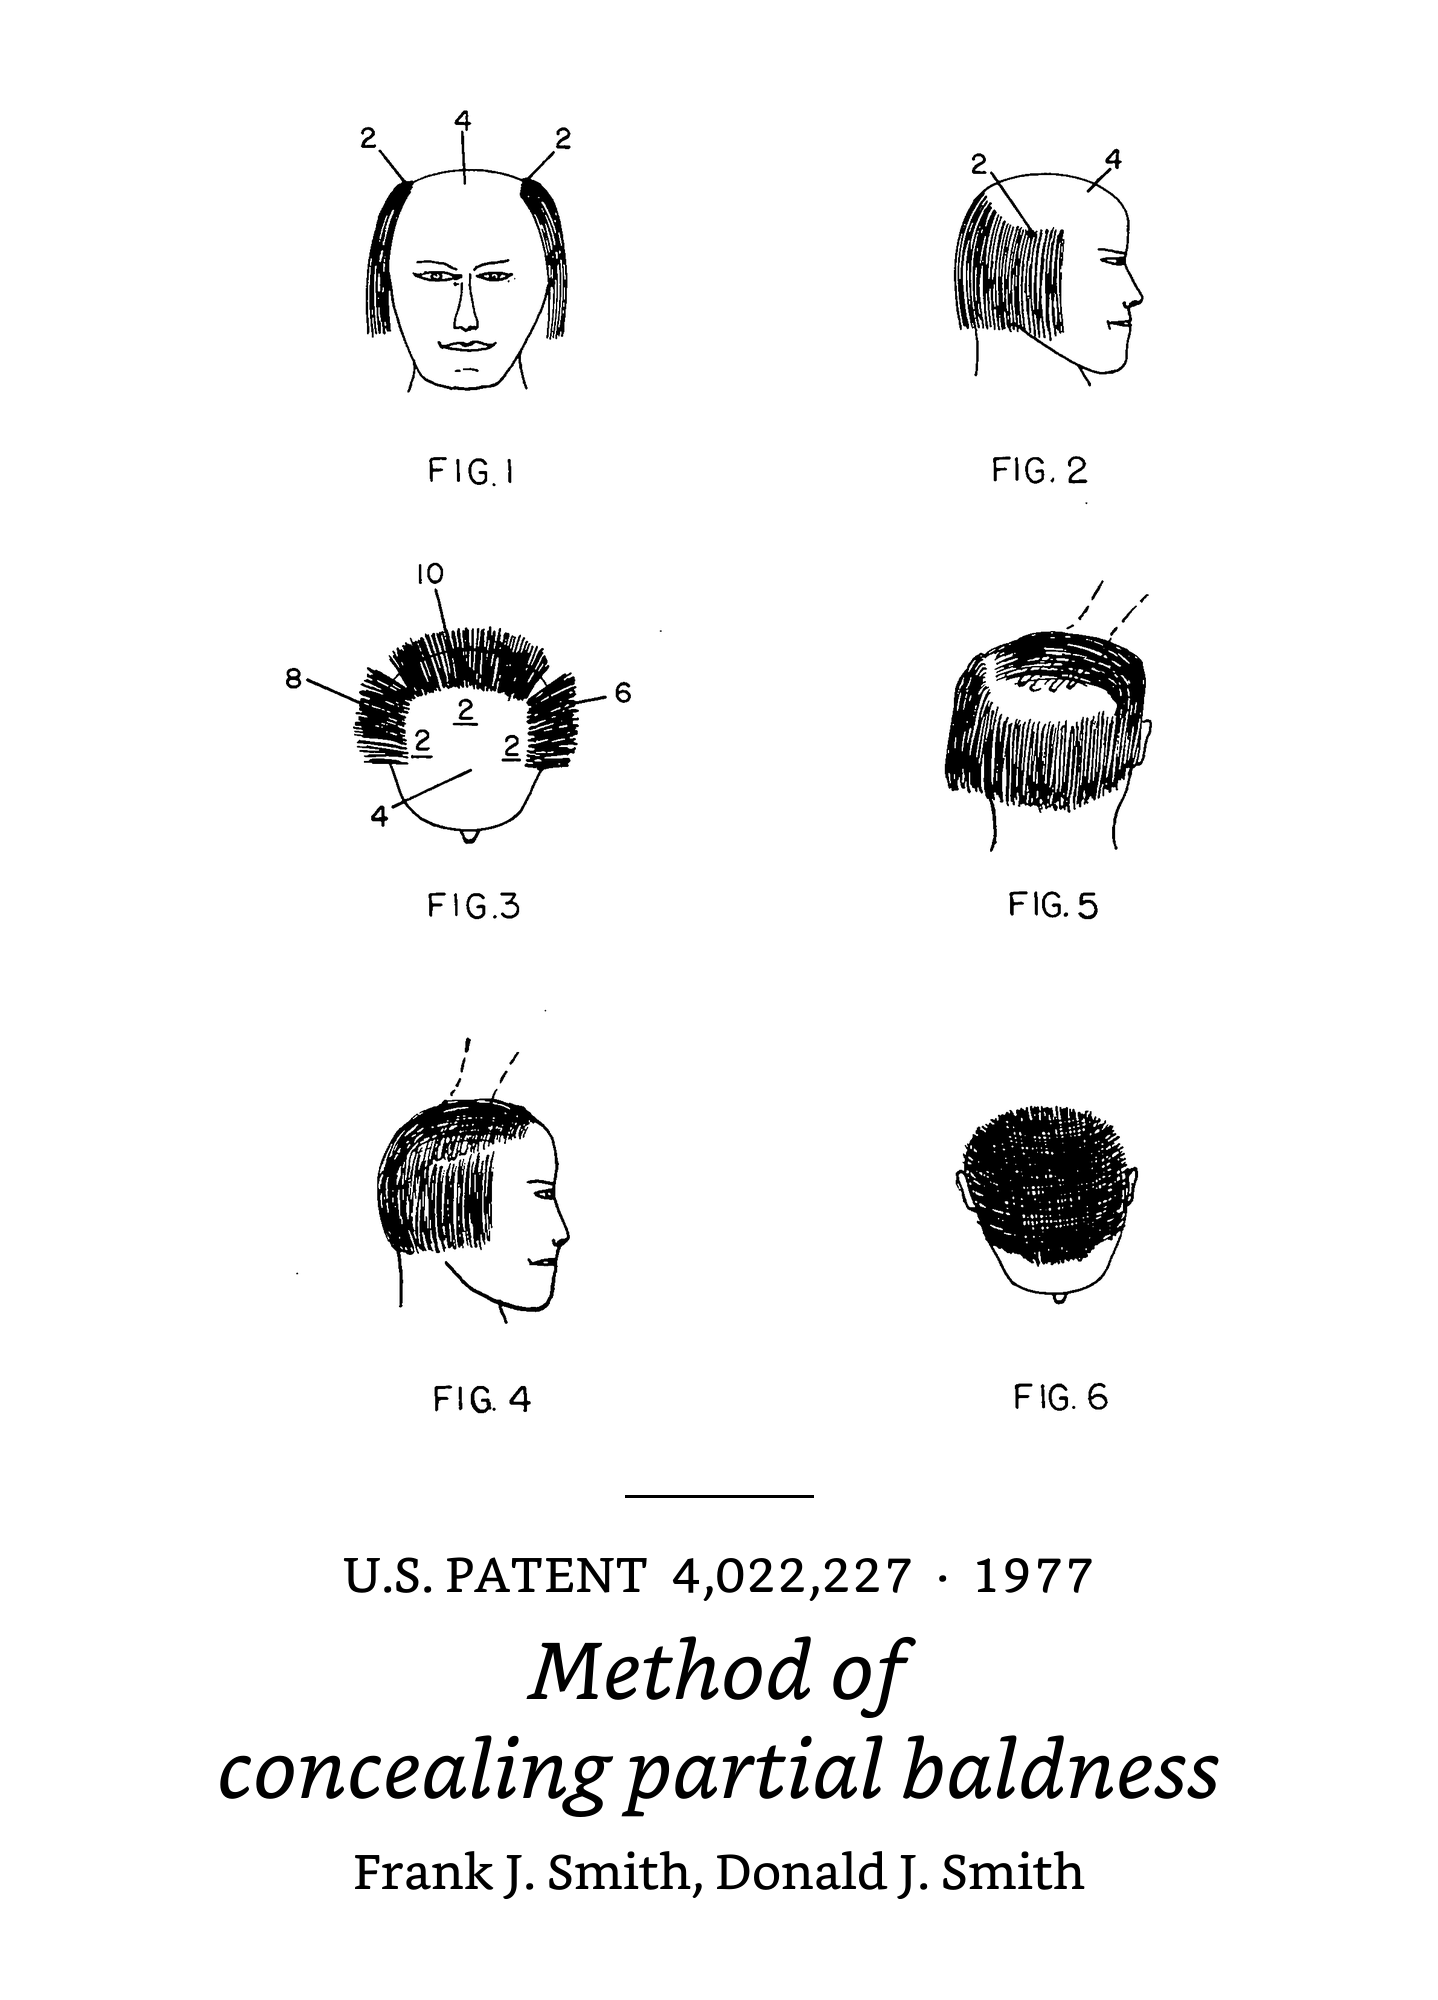 2 4 2
2 4
FIG.1
FIG. 2
10
8
6
2
2 2
4
FIG.3
FIG. 5
FIG. 4
FIG. 6
U.S. PATENT 4,022,227 · 1977
Method of
concealing partial baldness
Frank J. Smith, Donald J. Smith